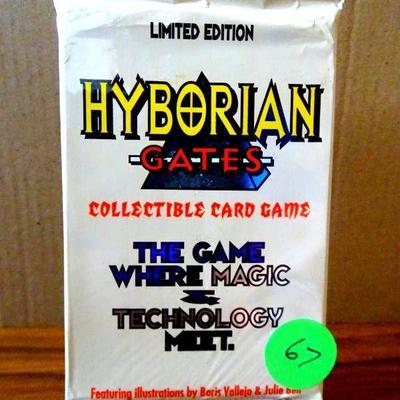 LIMITED EDITION
HYBORIAN
-GATES-
COLLECTIBLE CARD GAME
THE GAME
WHERE MAGIC
&
TECHNOLOGY
MEET.
6>
Featuring illustrations by Boris Vallejo & Julie Bell